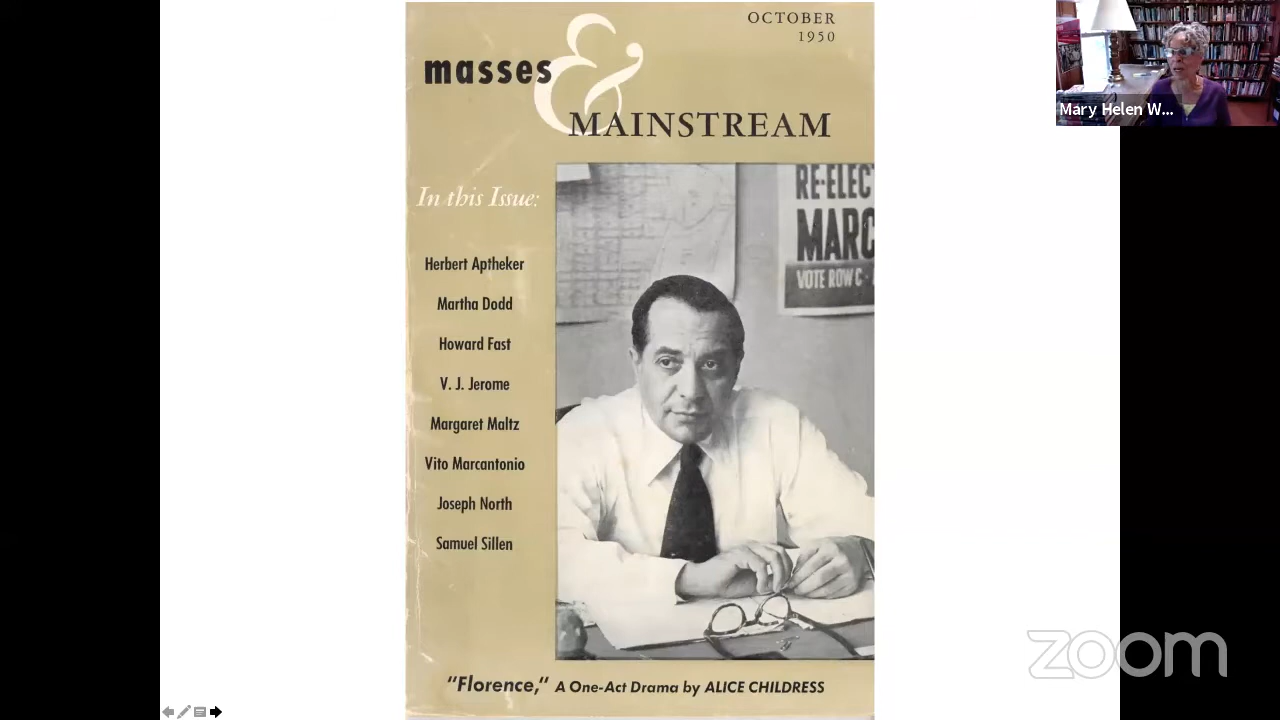 OCTOBER
1950
masses
&
MAINSTREAM
In this Issue:
Herbert Aptheker
Martha Dodd
Howard Fast
V. J. Jerome
Margaret Maltz
Vito Marcantonio
Joseph North
Samuel Sillen
RE-ELEC
MARC
VOTE ROW C
"Florence," A One-Act Drama by ALICE CHILDRESS
Mary Helen W...
zoom